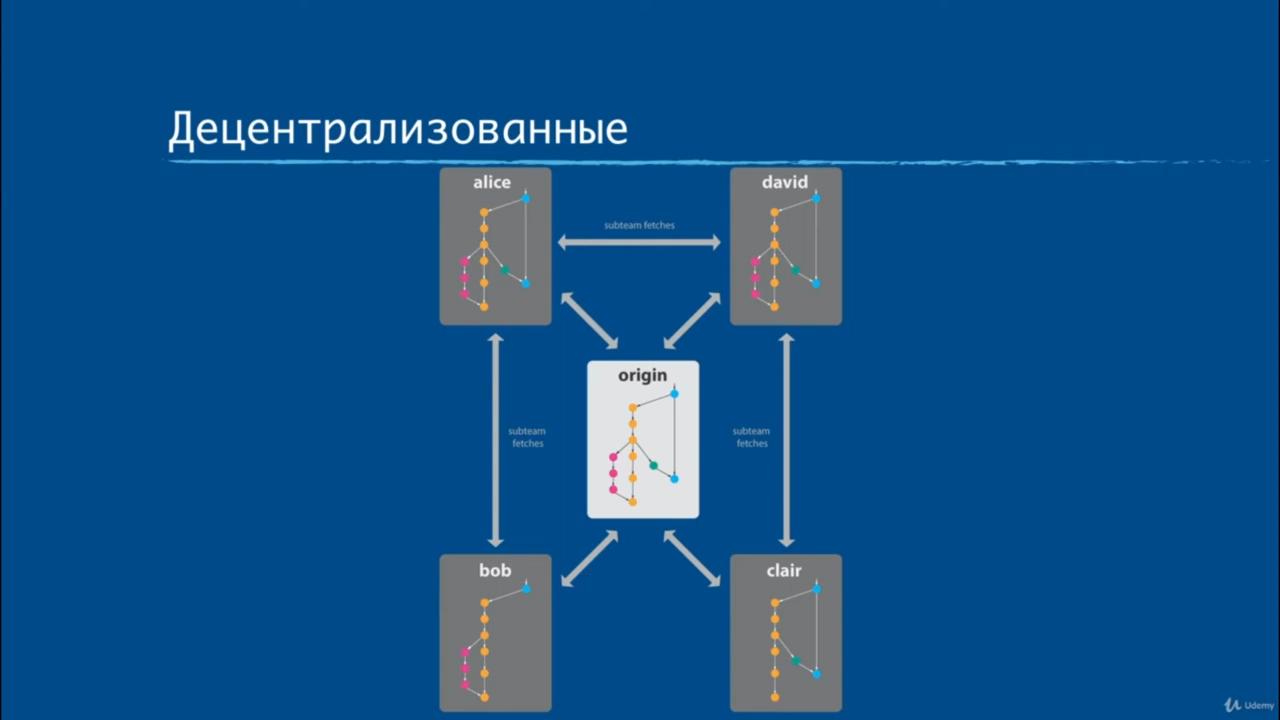 Децентрализованные
alice
david
subteam fetches
origin
subteam
fetches
subteam
fetches
bob
clair
Udemy